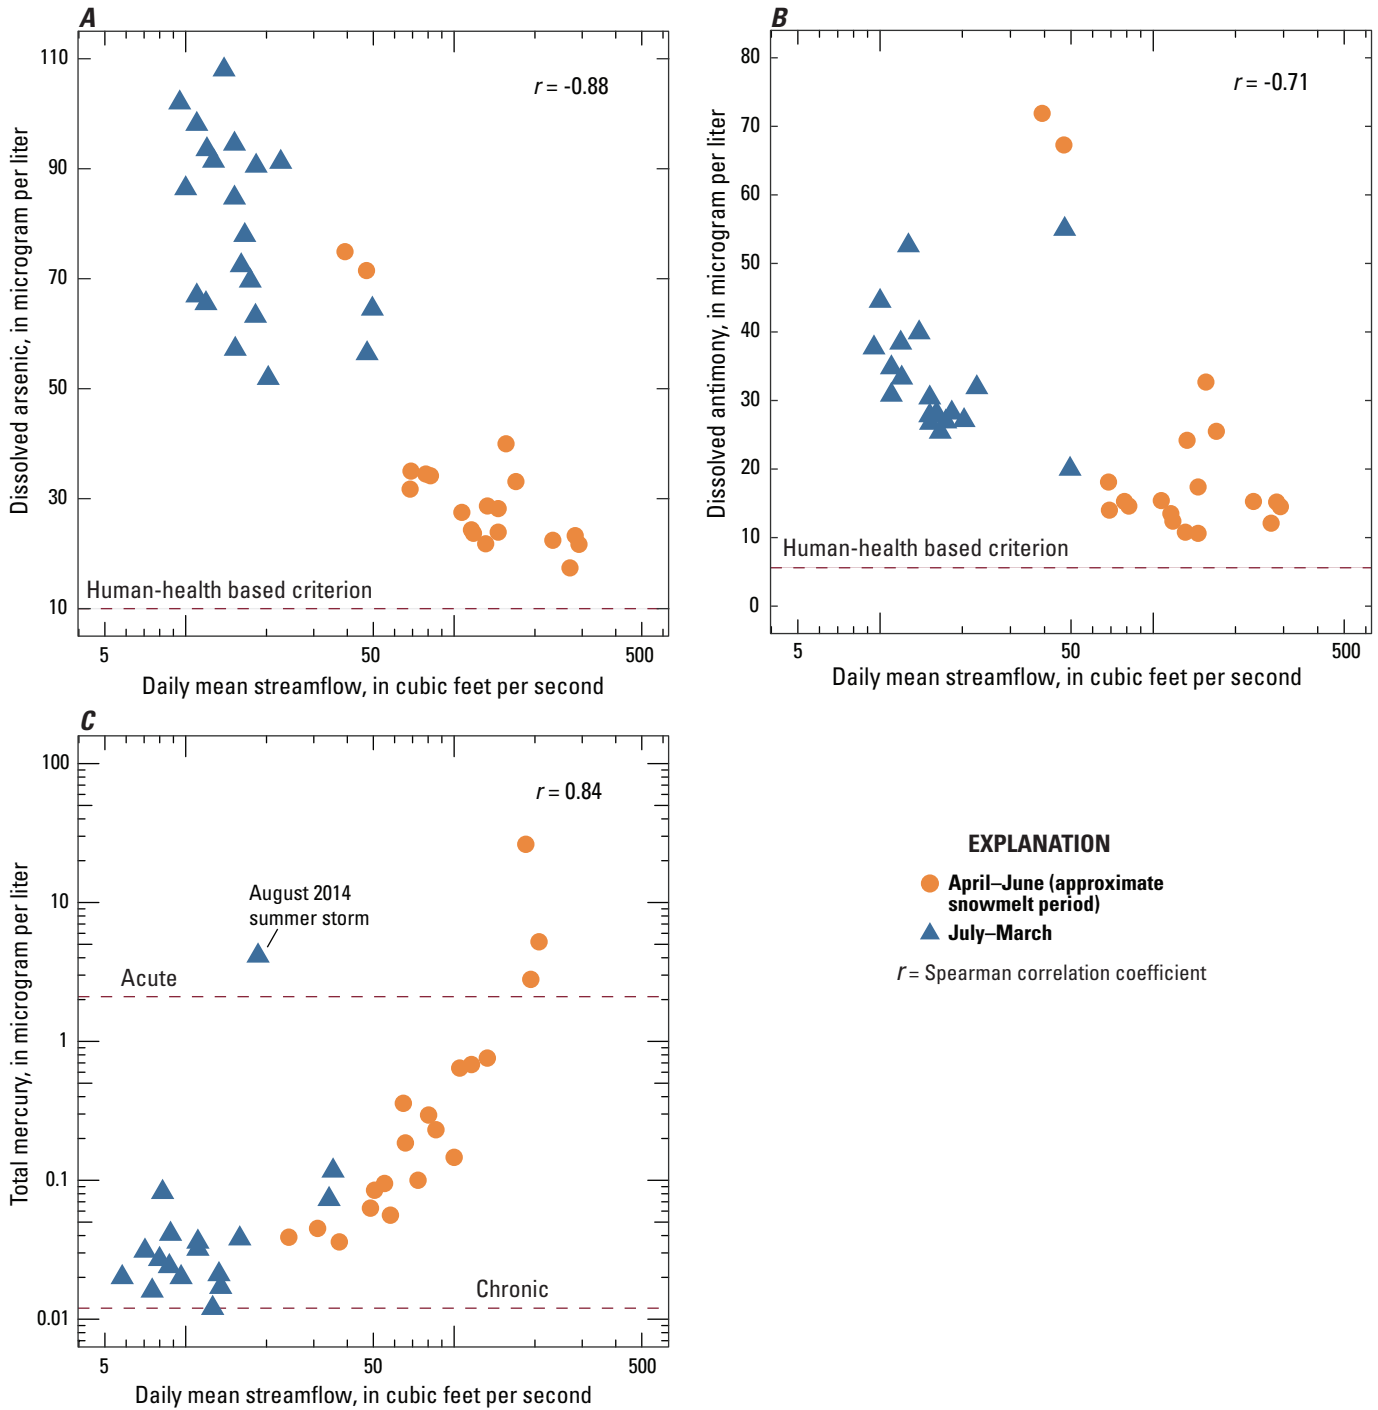 A
110
90
70
50
30
10
Dissolved arsenic, in microgram per liter
r = -0.88
Human-health based criterion
5
50
500
Daily mean streamflow, in cubic feet per second
B
80
70
60
50
40
30
20
10
0
Dissolved antimony, in microgram per liter
r = -0.71
Human-health based criterion
5
50
500
Daily mean streamflow, in cubic feet per second
C
100
10
1
0.1
0.01
Total mercury, in microgram per liter
r = 0.84
August 2014
summer storm
Acute
Chronic
5
50
500
Daily mean streamflow, in cubic feet per second
EXPLANATION
April–June (approximate
snowmelt period)
July–March
r = Spearman correlation coefficient